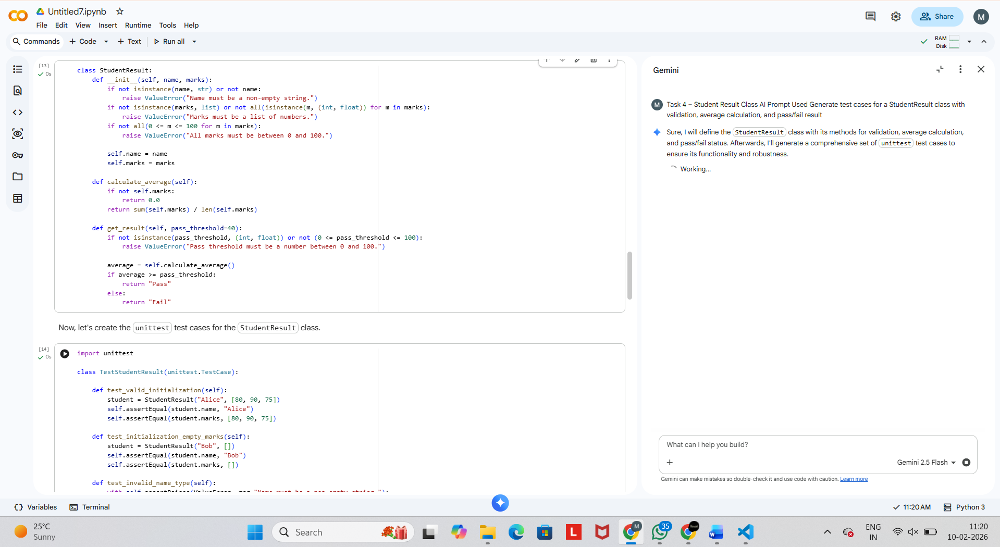 Untitled7.ipynb
File Edit View Insert Runtime Tools Help
Share
M
Commands + Code + Text Run all
RAM
Disk
[13]
0s
class StudentResult:
    def __init__(self, name, marks):
        if not isinstance(name, str) or not name:
            raise ValueError("Name must be a non-empty string.")
        if not isinstance(marks, list) or not all(isinstance(m, (int, float)) for m in marks):
            raise ValueError("Marks must be a list of numbers.")
        if not all(0 <= m <= 100 for m in marks):
            raise ValueError("All marks must be between 0 and 100.")
        self.name = name
        self.marks = marks
    def calculate_average(self):
        if not self.marks:
            return 0.0
        return sum(self.marks) / len(self.marks)
    def get_result(self, pass_threshold=40):
        if not isinstance(pass_threshold, (int, float)) or not (0 <= pass_threshold <= 100):
            raise ValueError("Pass threshold must be a number between 0 and 100.")
        average = self.calculate_average()
        if average >= pass_threshold:
            return "Pass"
        else:
            return "Fail"
Now, let's create the unittest test cases for the StudentResult class.
[14]
0s
import unittest
class TestStudentResult(unittest.TestCase):
    def test_valid_initialization(self):
        student = StudentResult("Alice", [80, 90, 75])
        self.assertEqual(student.name, "Alice")
        self.assertEqual(student.marks, [80, 90, 75])
    def test_initialization_empty_marks(self):
        student = StudentResult("Bob", [])
        self.assertEqual(student.name, "Bob")
        self.assertEqual(student.marks, [])
    def test_invalid_name_type(self):
Gemini
M
Task 4 – Student Result Class AI Prompt Used Generate test cases for a StudentResult class with
validation, average calculation, and pass/fail result
Sure, I will define the StudentResult class with its methods for validation, average calculation,
and pass/fail status. Afterwards, I'll generate a comprehensive set of unittest test cases to
ensure its functionality and robustness.
Working...
What can I help you build?
+ Gemini 2.5 Flash
Gemini can make mistakes so double-check it and use code with caution. Learn more
Variables Terminal
11:20 AM Python 3
25°C
Sunny
Search
L
M
35
W
ENG
IN
11:20
10-02-2026